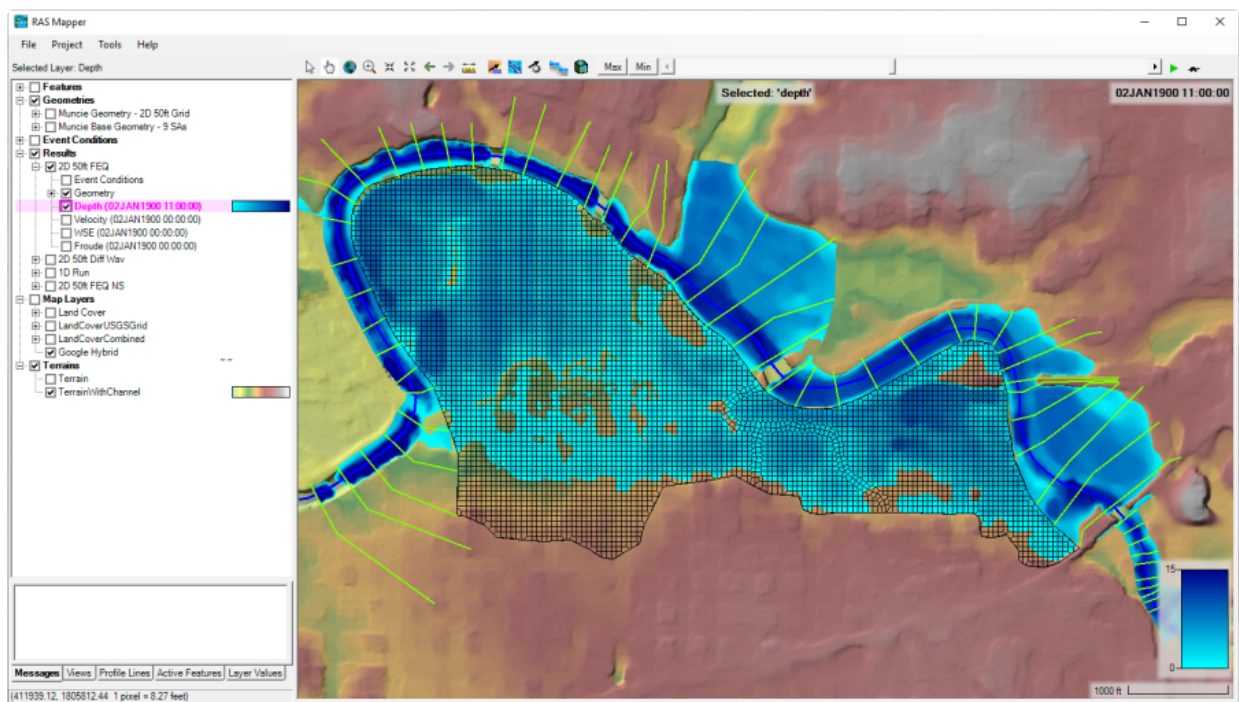 RAS Mapper
File Project Tools Help
Selected Layer: Depth
Max Min
Features
Geometries
Muncie Geometry - 2D 50ft Grid
Muncie Base Geometry - 9 SAs
Event Conditions
Results
2D 50ft FEQ
Event Conditions
Geometry
Depth (02JAN1900 11:00:00)
Velocity (02JAN1900 00:00:00)
WSE (02JAN1900 00:00:00)
Froude (02JAN1900 00:00:00)
2D 50ft Diff Wav
1D Run
2D 50ft FEQ NS
Map Layers
Land Cover
LandCoverUSGSGrid
LandCoverCombined
Google Hybrid
Terrains
Terrain
TerrainWithChannel
Selected: 'depth'
02JAN1900 11:00:00
15
0
1000 ft
Messages Views Profile Lines Active Features Layer Values
(411939.12, 1805812.44 1 pixel = 8.27 feet)